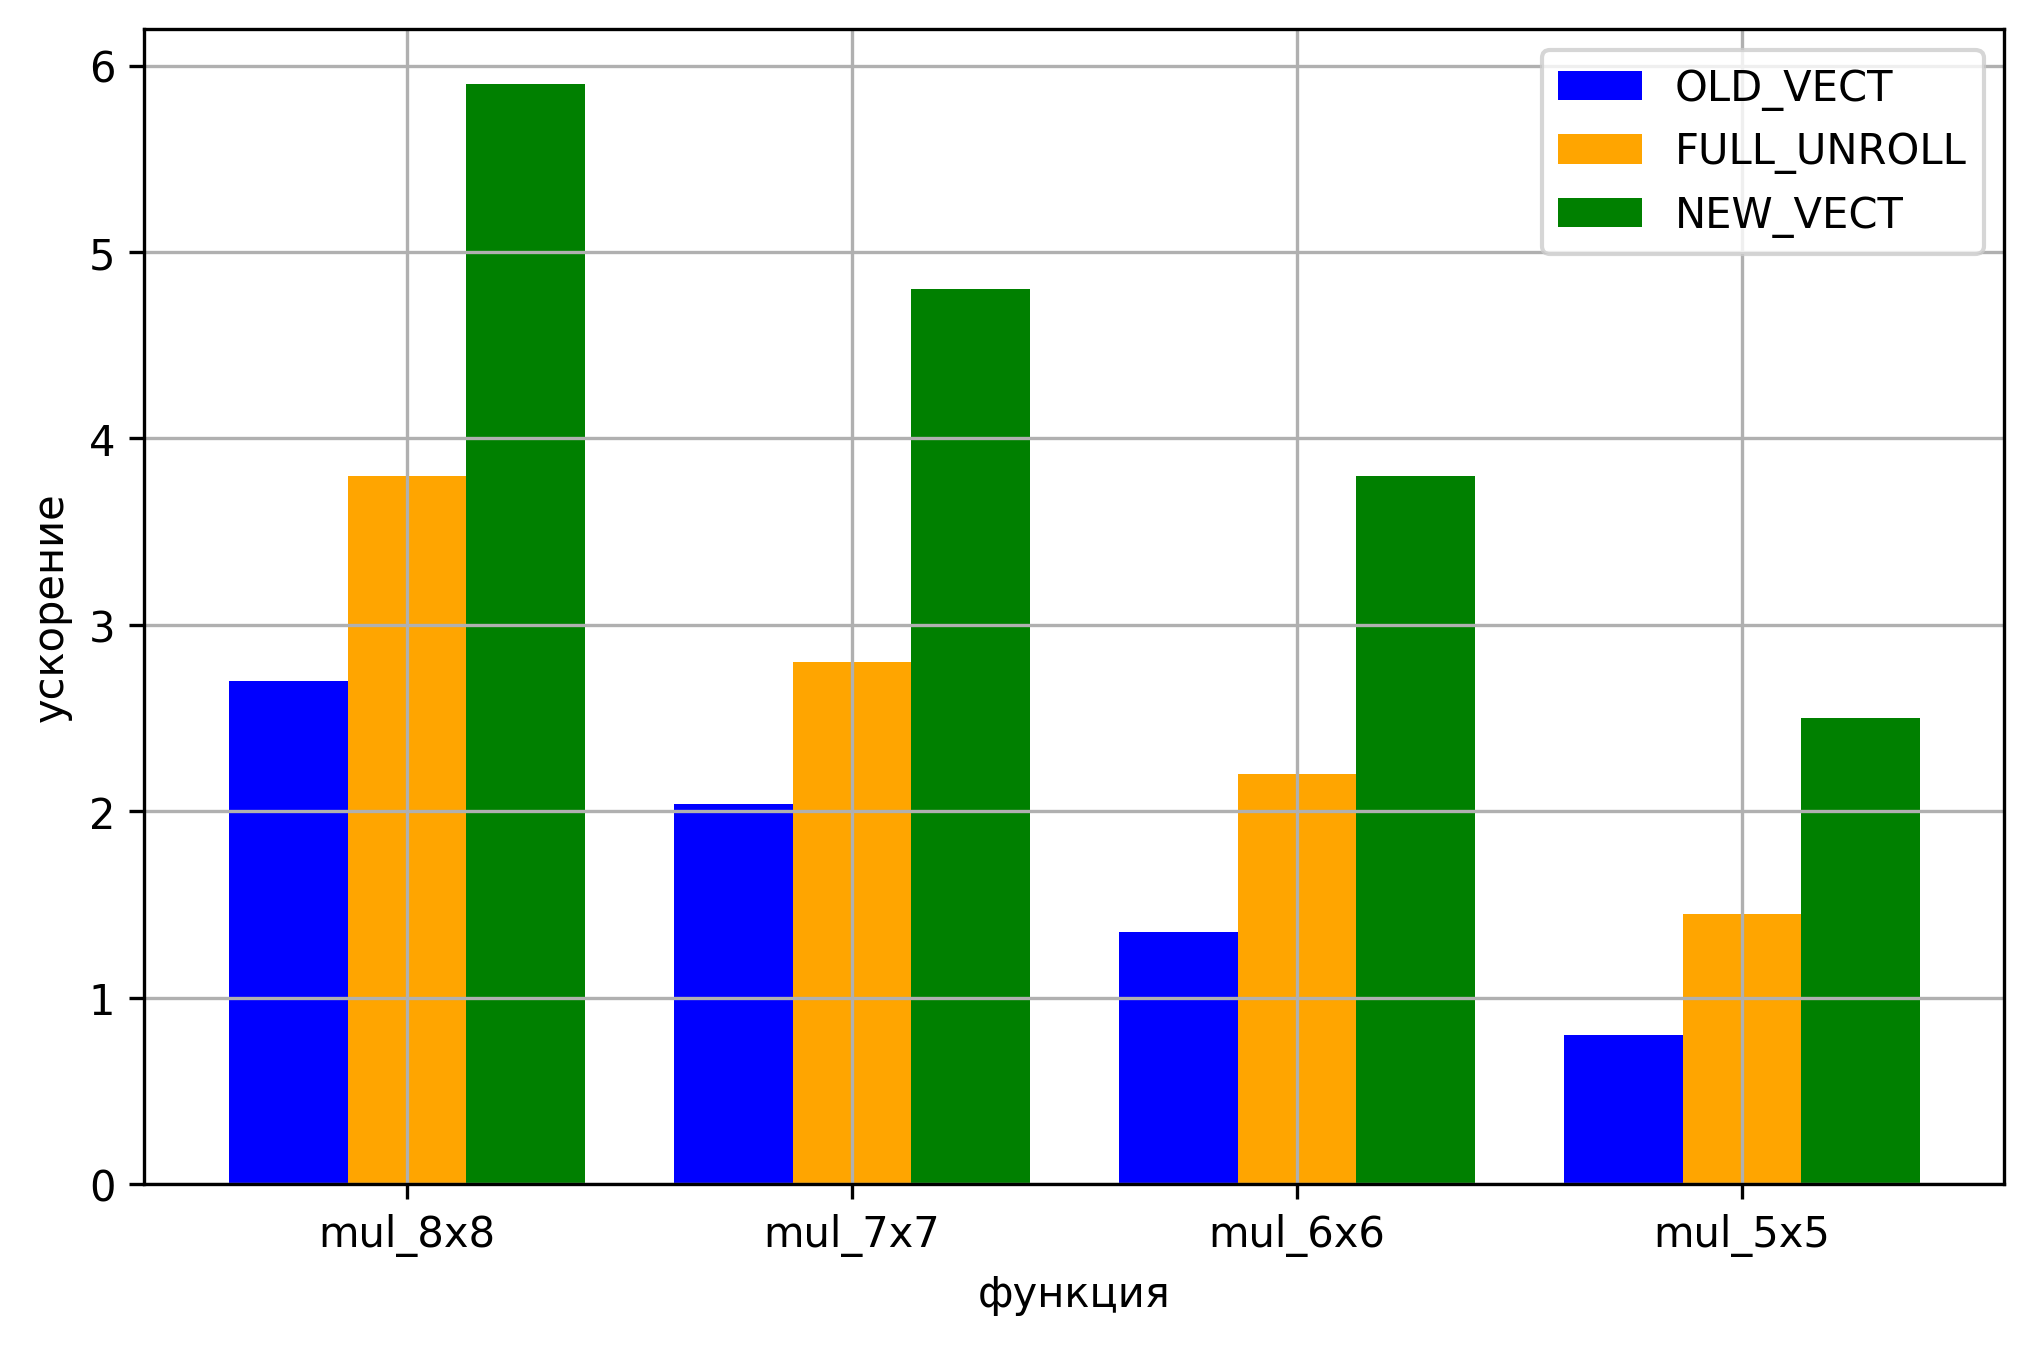 OLD_VECT
FULL_UNROLL
NEW_VECT
6
5
4
3
2
1
0
ускорение
mul_8x8
mul_7x7
mul_6x6
mul_5x5
функция